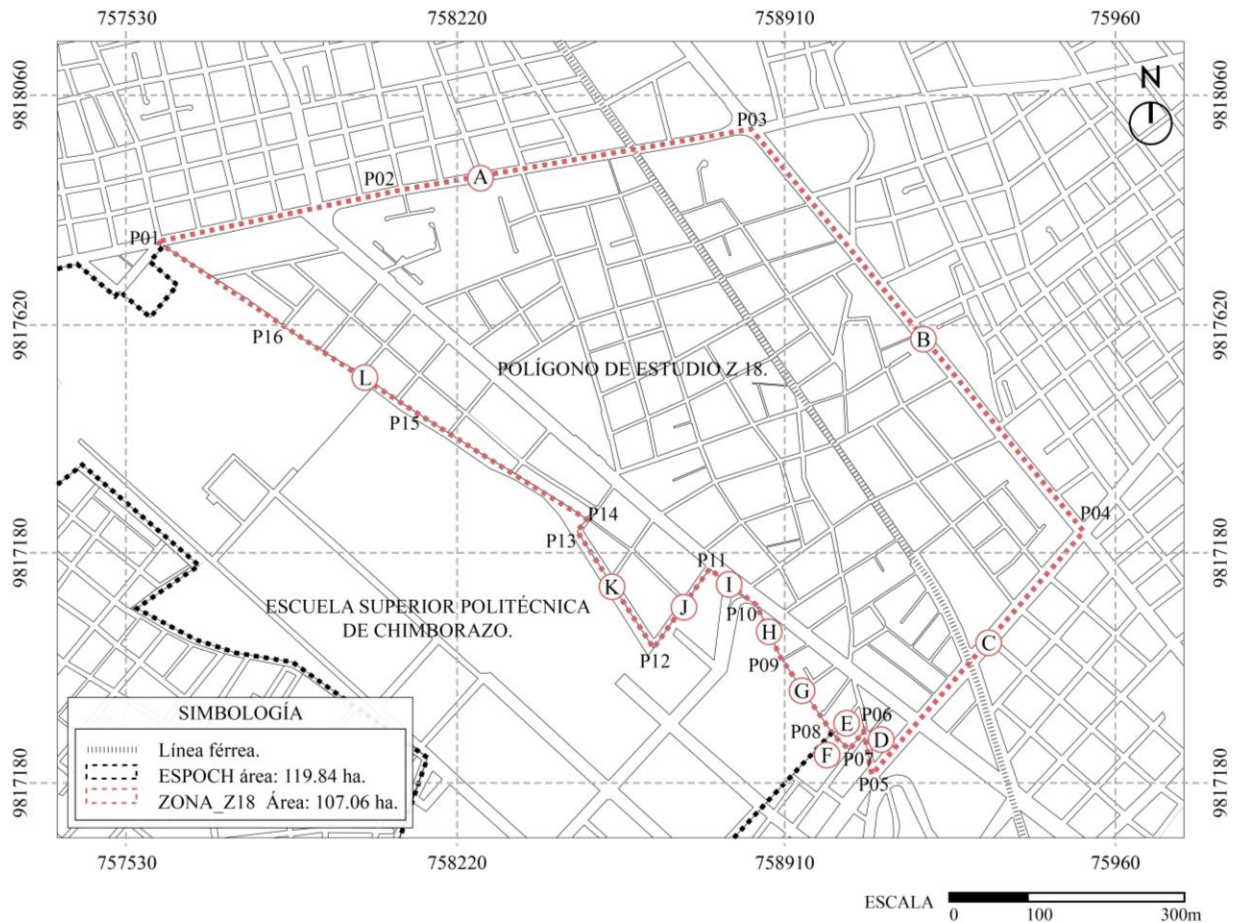 757530 758220 758910 75960
9818060 9818060
N
P03
P02 A
P01
9817620 9817620
P16 B
L POLÍGONO DE ESTUDIO Z 18.
P15
P14 P04
P13
9817180 9817180
P11
K I
ESCUELA SUPERIOR POLITÉCNICA J P10
DE CHIMBORAZO. H
P12 P09 C
G
SIMBOLOGÍA E P06
P08 D
Línea férrea. F P07
ESPOCH área: 119.84 ha. P05
9817180 9817180
ZONA_Z18 Área: 107.06 ha.
757530 758220 758910 75960
ESCALA
0 100 300m